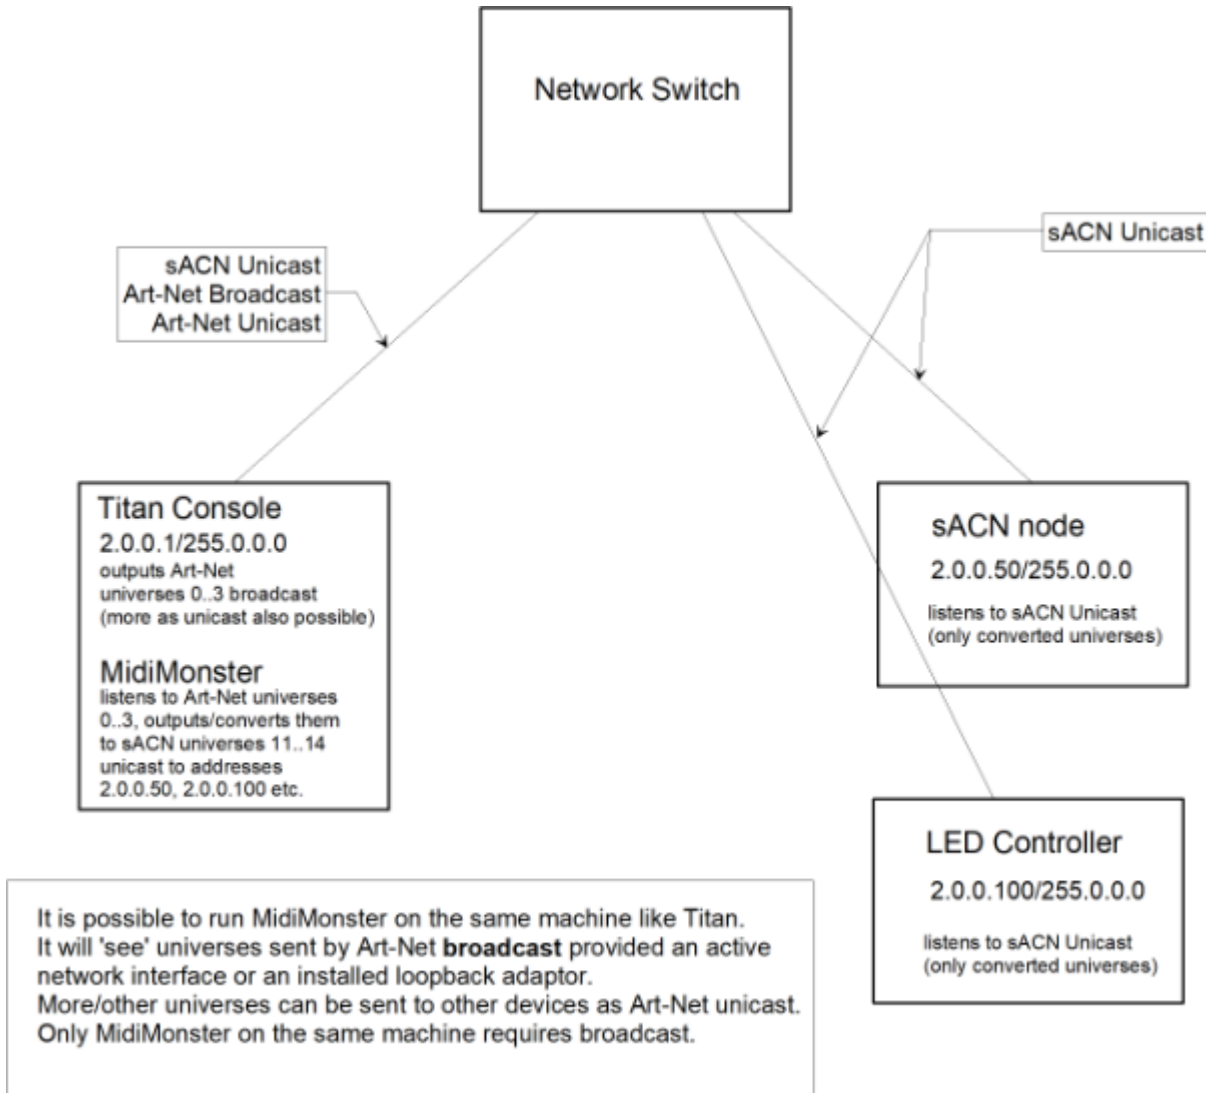 Network Switch
sACN Unicast
sACN Unicast
Art-Net Broadcast
Art-Net Unicast
Titan Console
2.0.0.1/255.0.0.0
outputs Art-Net
universes 0..3 broadcast
(more as unicast also possible)
MidiMonster
listens to Art-Net universes
0..3, outputs/converts them
to sACN universes 11..14
unicast to addresses
2.0.0.50, 2.0.0.100 etc.
sACN node
2.0.0.50/255.0.0.0
listens to sACN Unicast
(only converted universes)
LED Controller
2.0.0.100/255.0.0.0
listens to sACN Unicast
(only converted universes)
It is possible to run MidiMonster on the same machine like Titan.
It will 'see' universes sent by Art-Net broadcast provided an active
network interface or an installed loopback adaptor.
More/other universes can be sent to other devices as Art-Net unicast.
Only MidiMonster on the same machine requires broadcast.